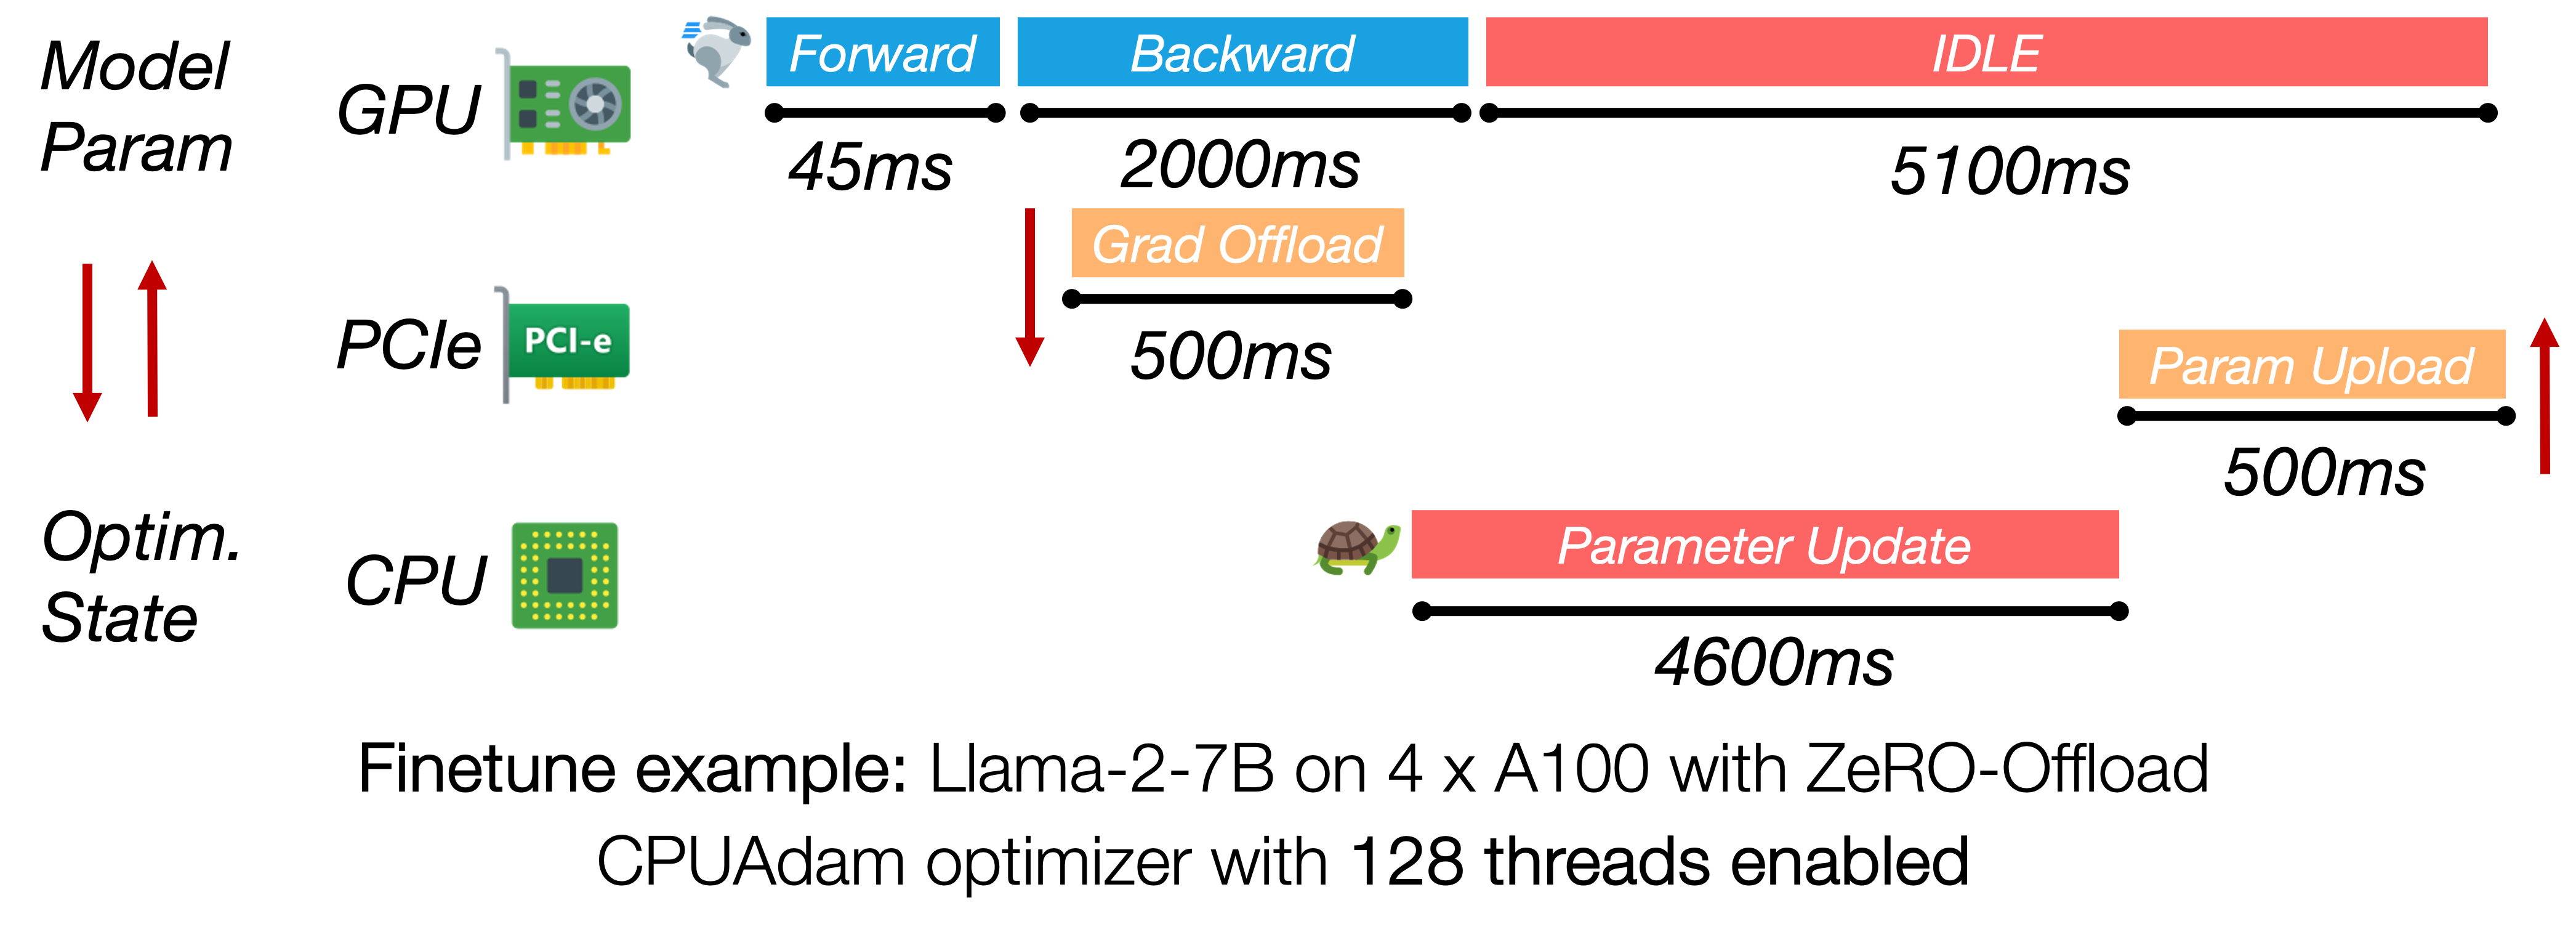 Model
Param
GPU
Forward
Backward
IDLE
45ms
2000ms
5100ms
Grad Offload
PCIe
PCI-e
500ms
Param Upload
500ms
Optim.
State
CPU
Parameter Update
4600ms
Finetune example: Llama-2-7B on 4 x A100 with ZeRO-Offload
CPUAdam optimizer with 128 threads enabled